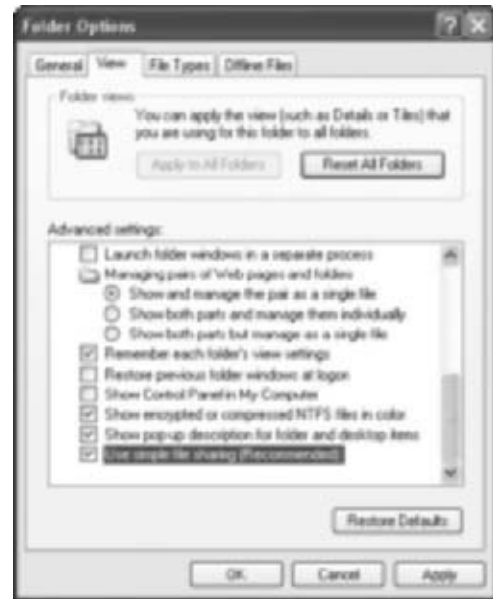 Folder Options
General View File Types Offline Files
Folder views
You can apply the view (such as Details or Tiles) that
you are using for this folder to all folders.
Apply to All Folders Reset All Folders
Advanced settings:
Launch folder windows in a separate process
Managing pairs of Web pages and folders
Show and manage the pair as a single file
Show both parts and manage them individually
Show both parts but manage as a single file
Remember each folder's view settings
Restore previous folder windows at logon
Show Control Panel in My Computer
Show encrypted or compressed NTFS files in color
Show pop-up description for folder and desktop items
Use simple file sharing (Recommended)
Restore Defaults
OK Cancel Apply